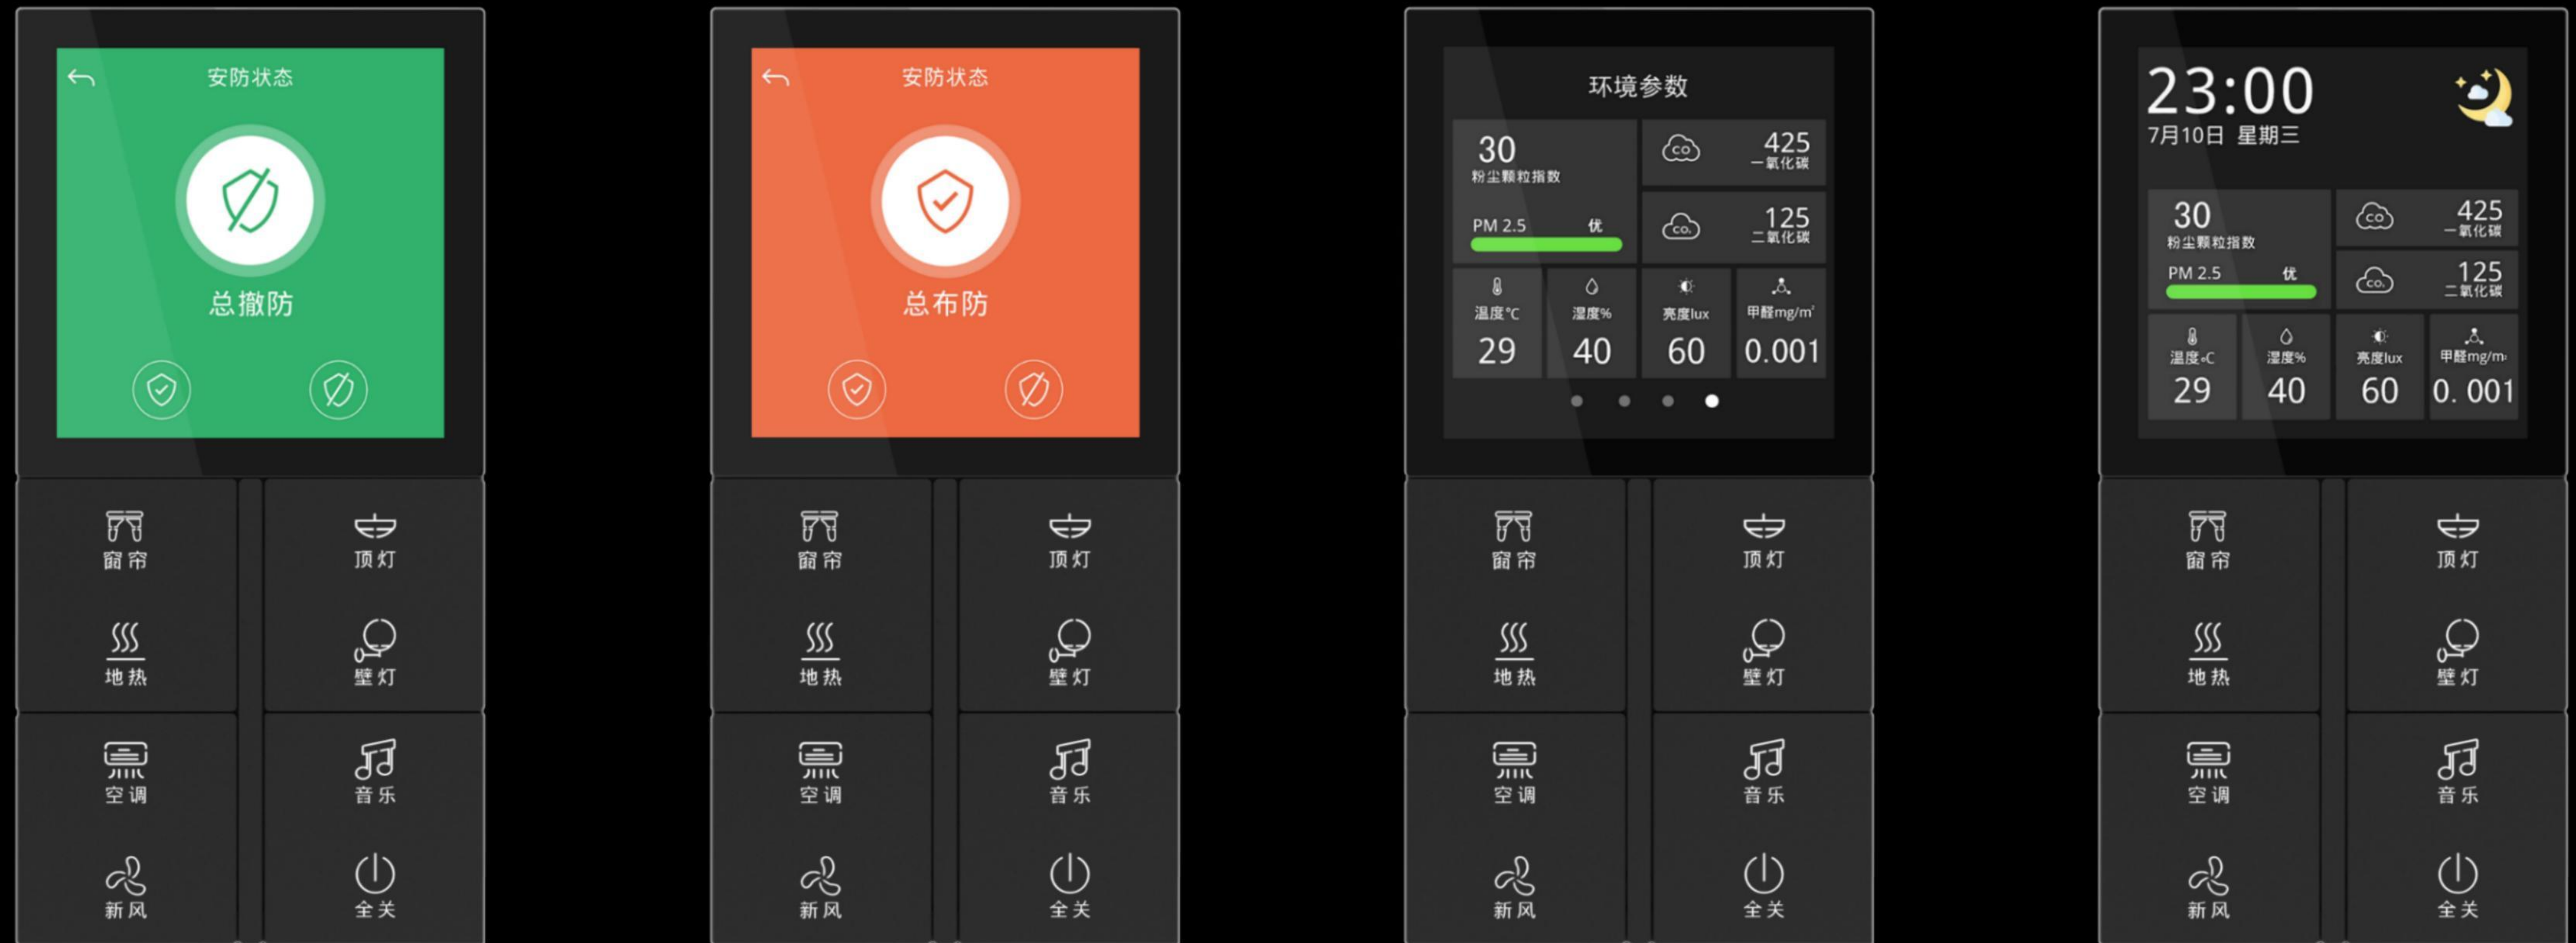 安防状态
总撤防
窗帘
顶灯
地热
壁灯
空调
音乐
新风
全关
安防状态
总布防
窗帘
顶灯
地热
壁灯
空调
音乐
新风
全关
环境参数
30
粉尘颗粒指数
PM 2.5 优
CO
425
一氧化碳
CO₂
125
二氧化碳
温度°C
29
湿度%
40
亮度lux
60
甲醛mg/m³
0.001
窗帘
顶灯
地热
壁灯
空调
音乐
新风
全关
23:00
7月10日 星期三
30
粉尘颗粒指数
PM 2.5 优
CO
425
一氧化碳
CO₂
125
二氧化碳
温度°C
29
湿度%
40
亮度lux
60
甲醛mg/m³
0.001
窗帘
顶灯
地热
壁灯
空调
音乐
新风
全关